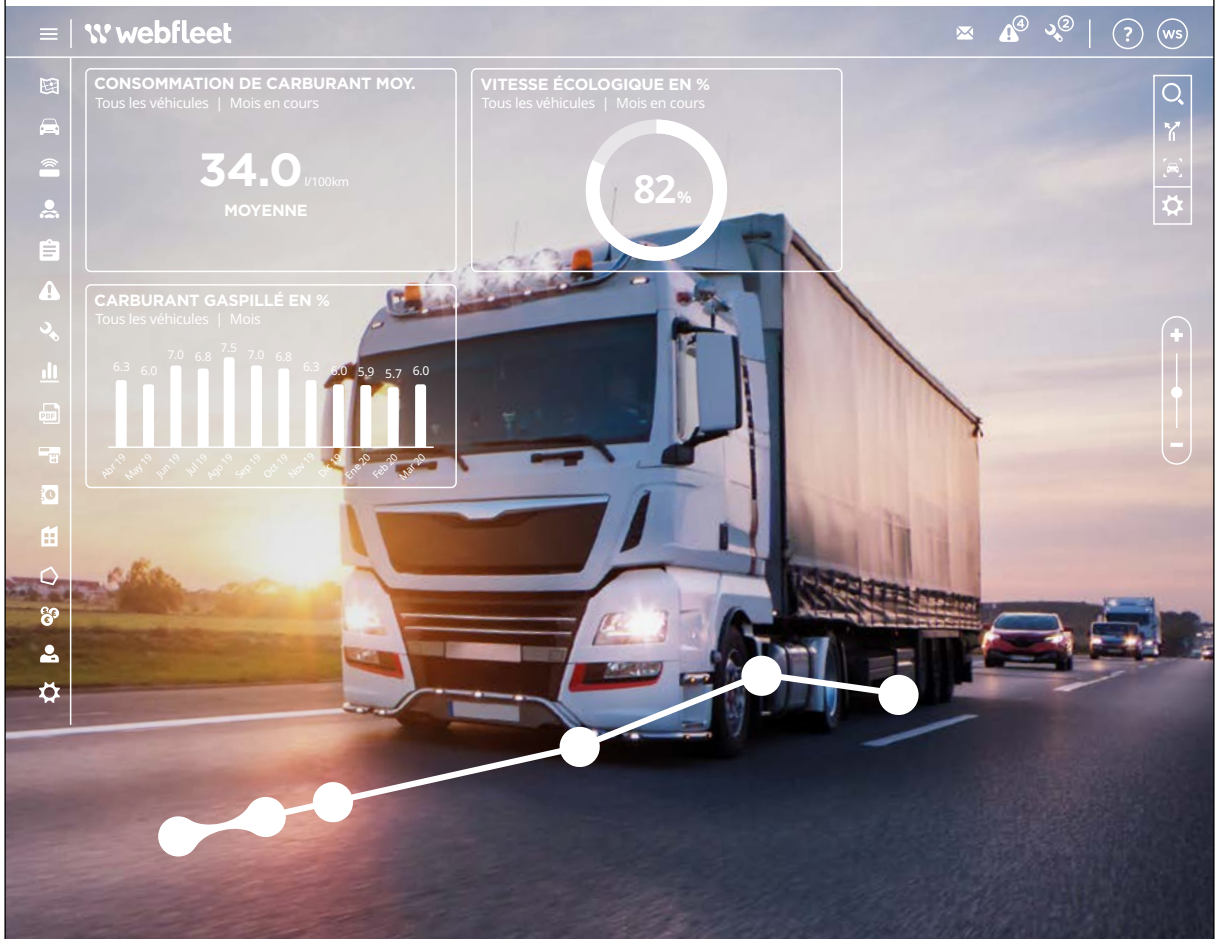 webfleet
4
2
?
WS
CONSOMMATION DE CARBURANT MOY.
Tous les véhicules | Mois en cours
34.0 l/100km
MOYENNE
VITESSE ÉCOLOGIQUE EN %
Tous les véhicules | Mois en cours
82%
CARBURANT GASPILLÉ EN %
Tous les véhicules | Mois
6.3 6.0 7.0 6.8 7.5 7.0 6.8 6.3 6.0 5,9 5.7 6.0
Abr 19 May 19 Jun 19 Jul 19 Ago 19 Sep 19 Oct 19 Nov 19 Dic 19 Ene 20 Feb 20 Mar 20
PDF